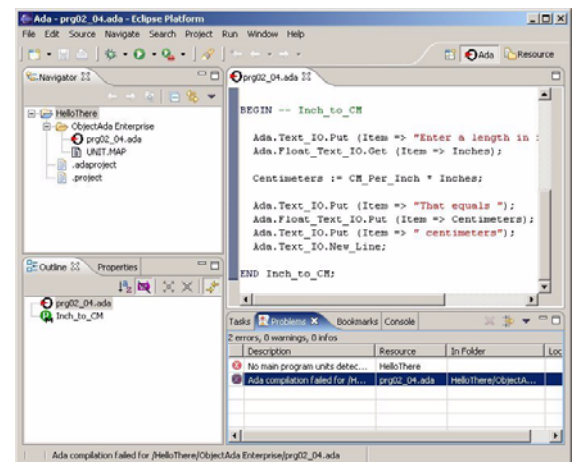 Ada - prg02_04.ada - Eclipse Platform
File Edit Source Navigate Search Project Run Window Help
Ada Resource
Navigator
prg02_04.ada
HelloThere
ObjectAda Enterprise
prg02_04.ada
UNIT.MAP
.adaproject
.project
BEGIN -- Inch_to_CM
Ada.Text_IO.Put (Item => "Enter a length in
Ada.Float_Text_IO.Get (Item => Inches);
Centimeters := CM_Per_Inch * Inches;
Ada.Text_IO.Put (Item => "That equals ");
Ada.Float_Text_IO.Put (Item => Centimeters);
Ada.Text_IO.Put (Item => " centimeters");
Ada.Text_IO.New_Line;
END Inch_to_CM;
Outline Properties
prg02_04.ada
Inch_to_CM
Tasks Problems Bookmarks Console
2 errors, 0 warnings, 0 infos
Description Resource In Folder Loc
No main program units detec... HelloThere
Ada compilation failed for /H... prg02_04.ada HelloThere/ObjectA...
Ada compilation failed for /HelloThere/ObjectAda Enterprise/prg02_04.ada